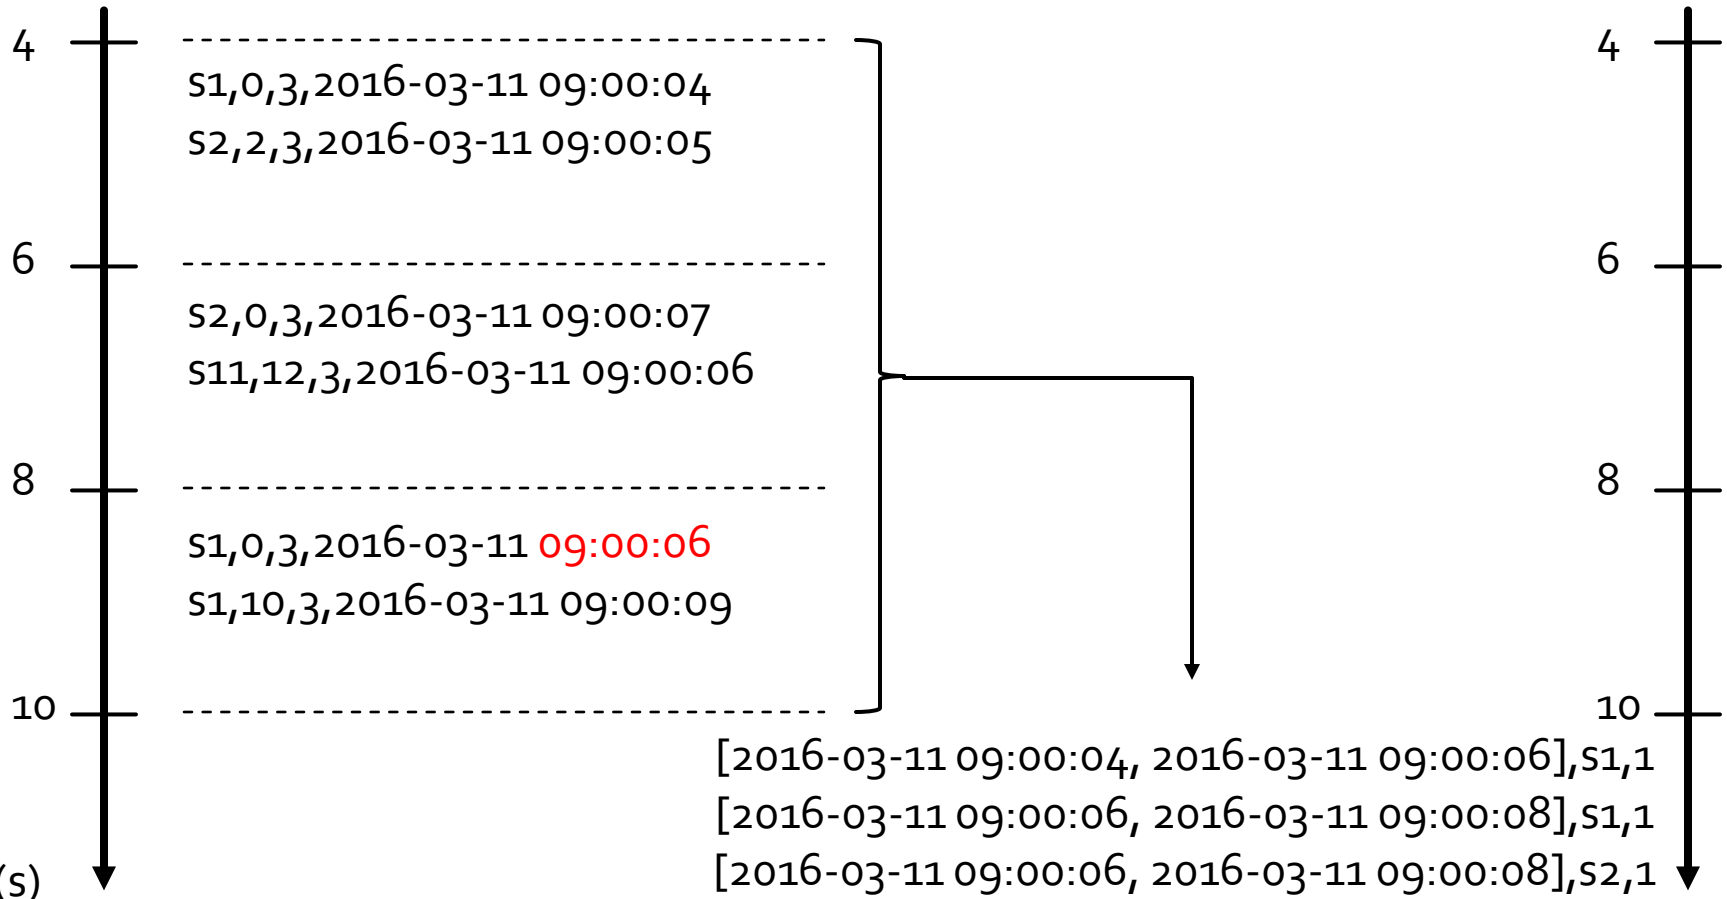 4
s1,0,3,2016-03-11 09:00:04
s2,2,3,2016-03-11 09:00:05
6
s2,0,3,2016-03-11 09:00:07
s11,12,3,2016-03-11 09:00:06
8
s1,0,3,2016-03-11 09:00:06
s1,10,3,2016-03-11 09:00:09
10
(s)
4
6
8
10
[2016-03-11 09:00:04, 2016-03-11 09:00:06],s1,1
[2016-03-11 09:00:06, 2016-03-11 09:00:08],s1,1
[2016-03-11 09:00:06, 2016-03-11 09:00:08],s2,1